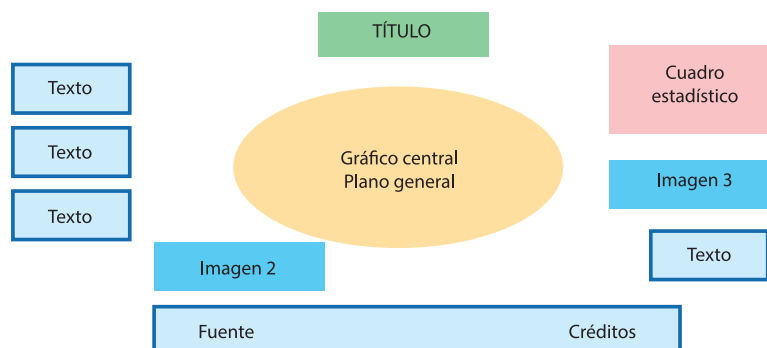 TÍTULO
Texto
Texto
Texto
Gráfico central
Plano general
Cuadro
estadístico
Imagen 3
Texto
Imagen 2
Fuente
Créditos